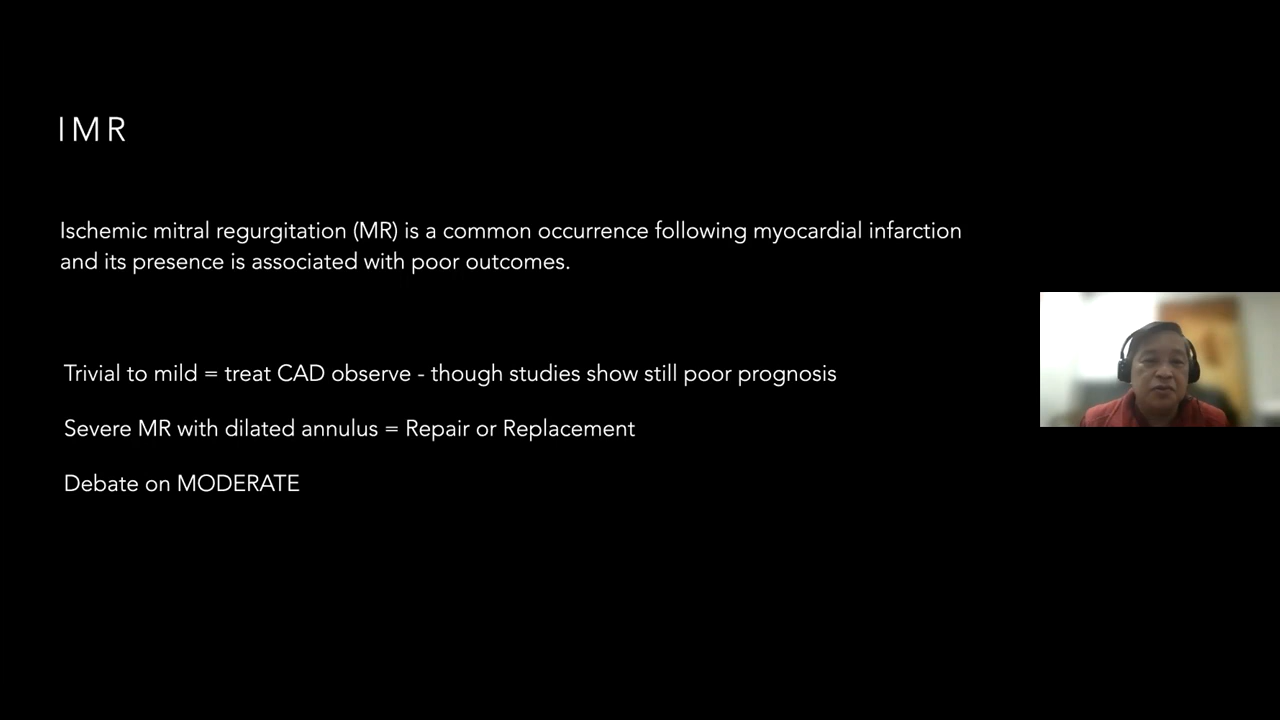 IMR
Ischemic mitral regurgitation (MR) is a common occurrence following myocardial infarction
and its presence is associated with poor outcomes.
Trivial to mild = treat CAD observe - though studies show still poor prognosis
Severe MR with dilated annulus = Repair or Replacement
Debate on MODERATE